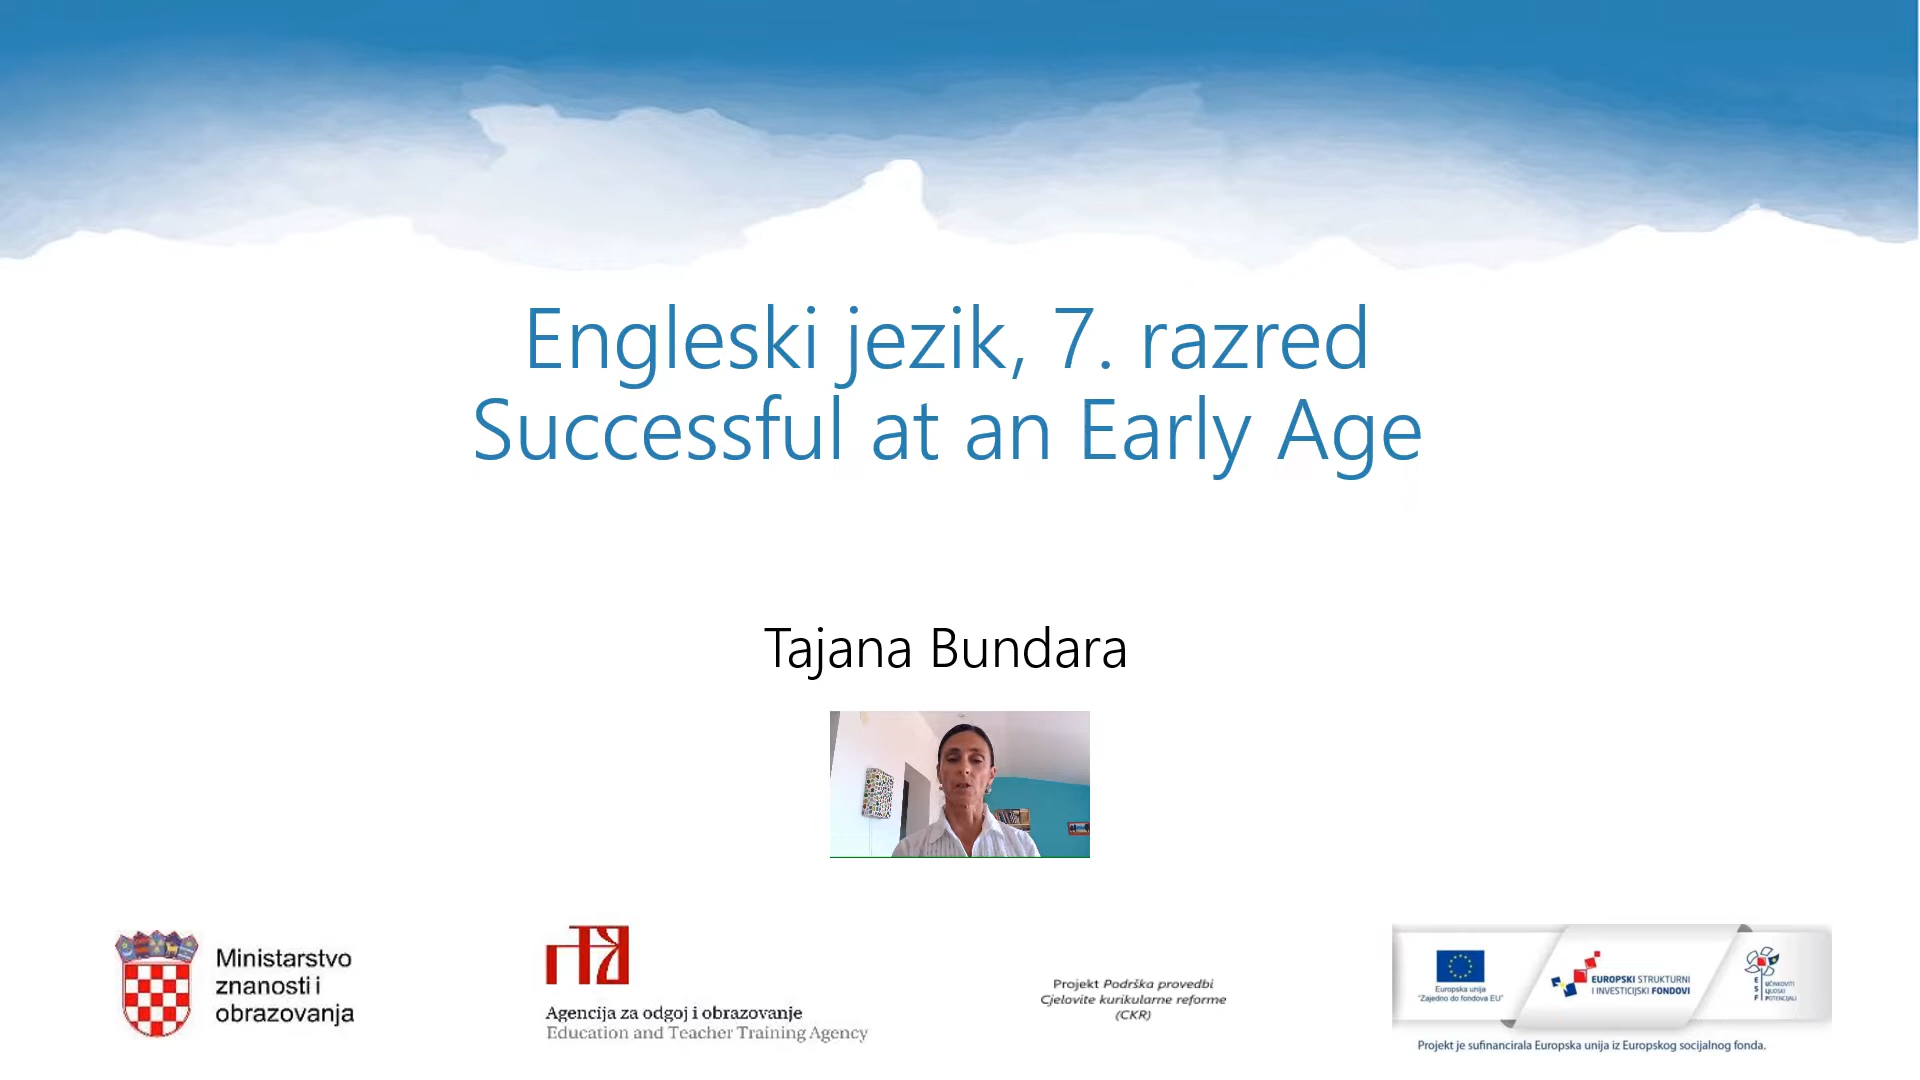 Engleski jezik, 7. razred
Successful at an Early Age
Tajana Bundara
Ministarstvo
znanosti i
obrazovanja
Agencija za odgoj i obrazovanje
Education and Teacher Training Agency
Projekt Podrška provedbi
Cjelovite kurikularne reforme
(CKR)
Europska unija
"Zajedno do fondova EU"
EUROPSKI STRUKTURNI
I INVESTICIJSKI FONDOVI
ESF
UČINKOVITI
LJUDSKI
POTENCIJALI
Projekt je sufinancirala Europska unija iz Europskog socijalnog fonda.